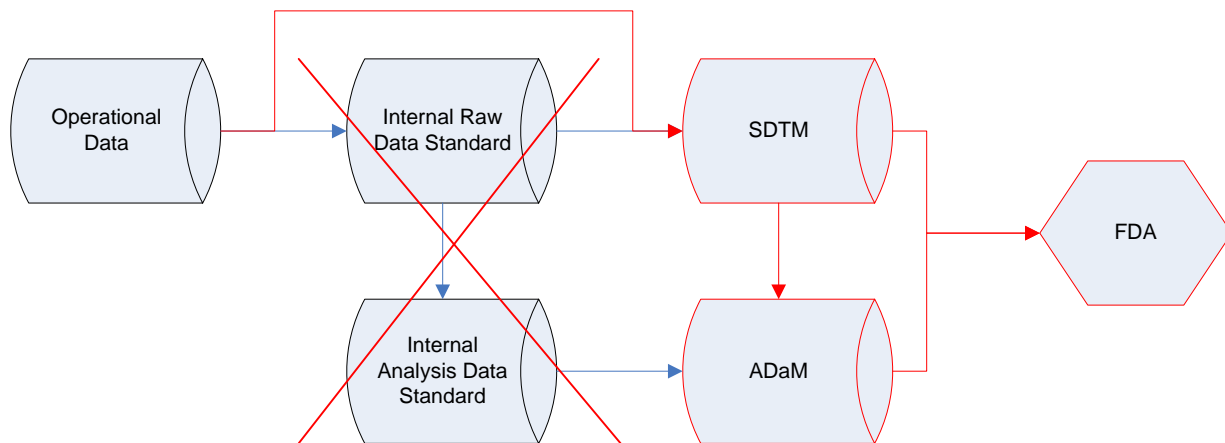 Operational
Data
Internal Raw
Data Standard
SDTM
FDA
Internal
Analysis Data
Standard
ADaM